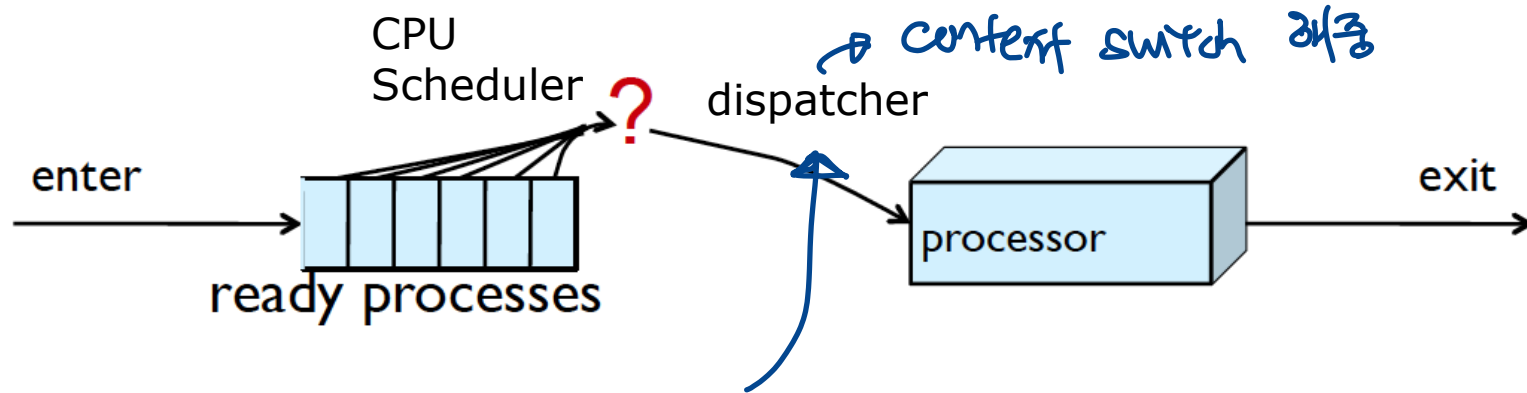 CPU
Scheduler
?
dispatcher
context switch 해줌
enter
exit
processor
ready processes